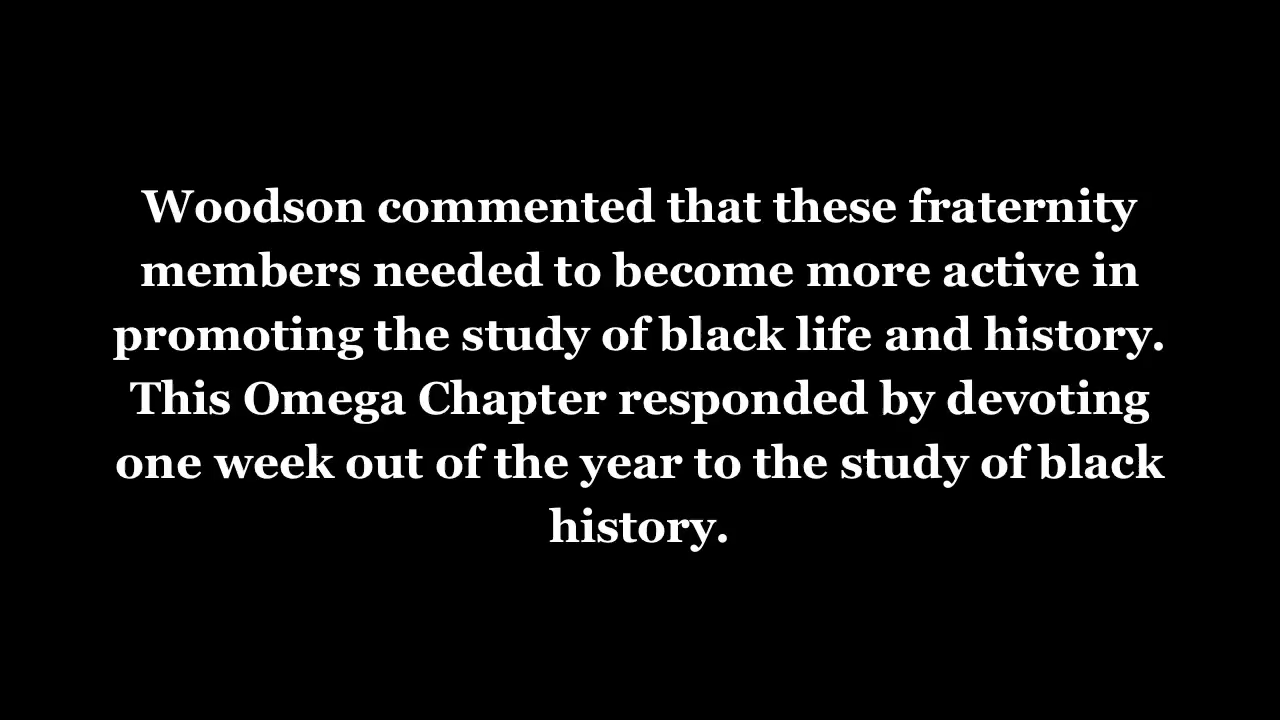 Woodson commented that these fraternity
members needed to become more active in
promoting the study of black life and history.
This Omega Chapter responded by devoting
one week out of the year to the study of black
history.